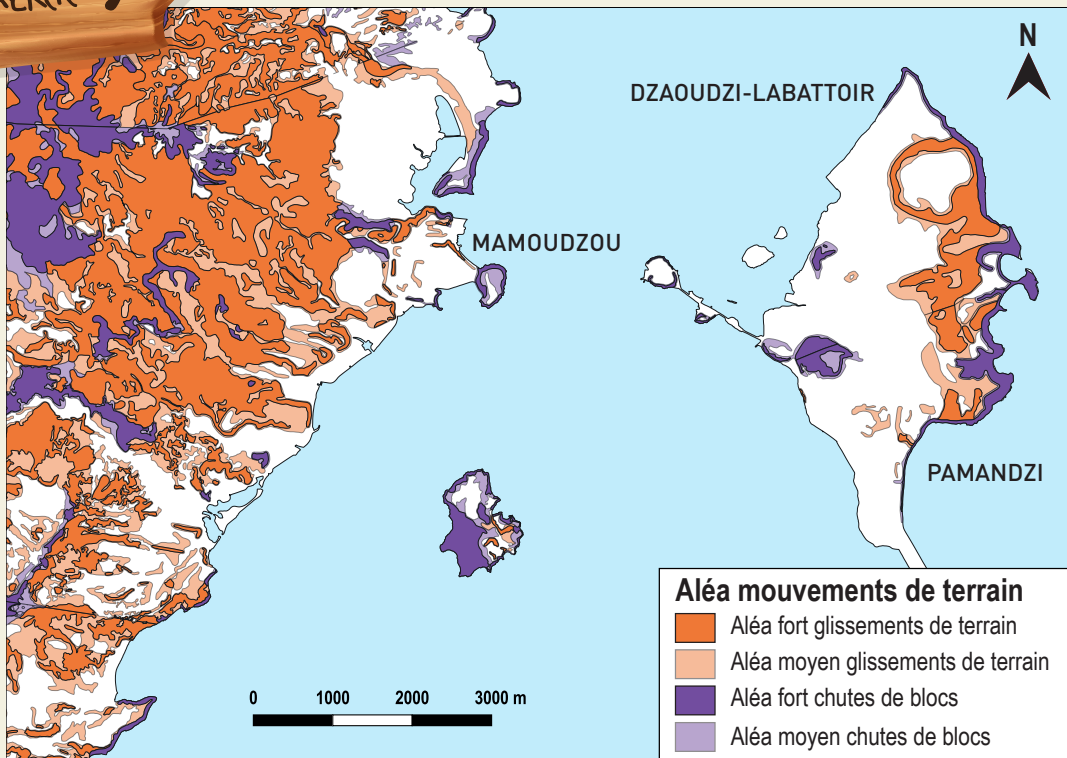 N
DZAOUDZI-LABATTOIR
MAMOUDZOU
PAMANDZI
0 1000 2000 3000 m
Aléa mouvements de terrain
Aléa fort glissements de terrain
Aléa moyen glissements de terrain
Aléa fort chutes de blocs
Aléa moyen chutes de blocs